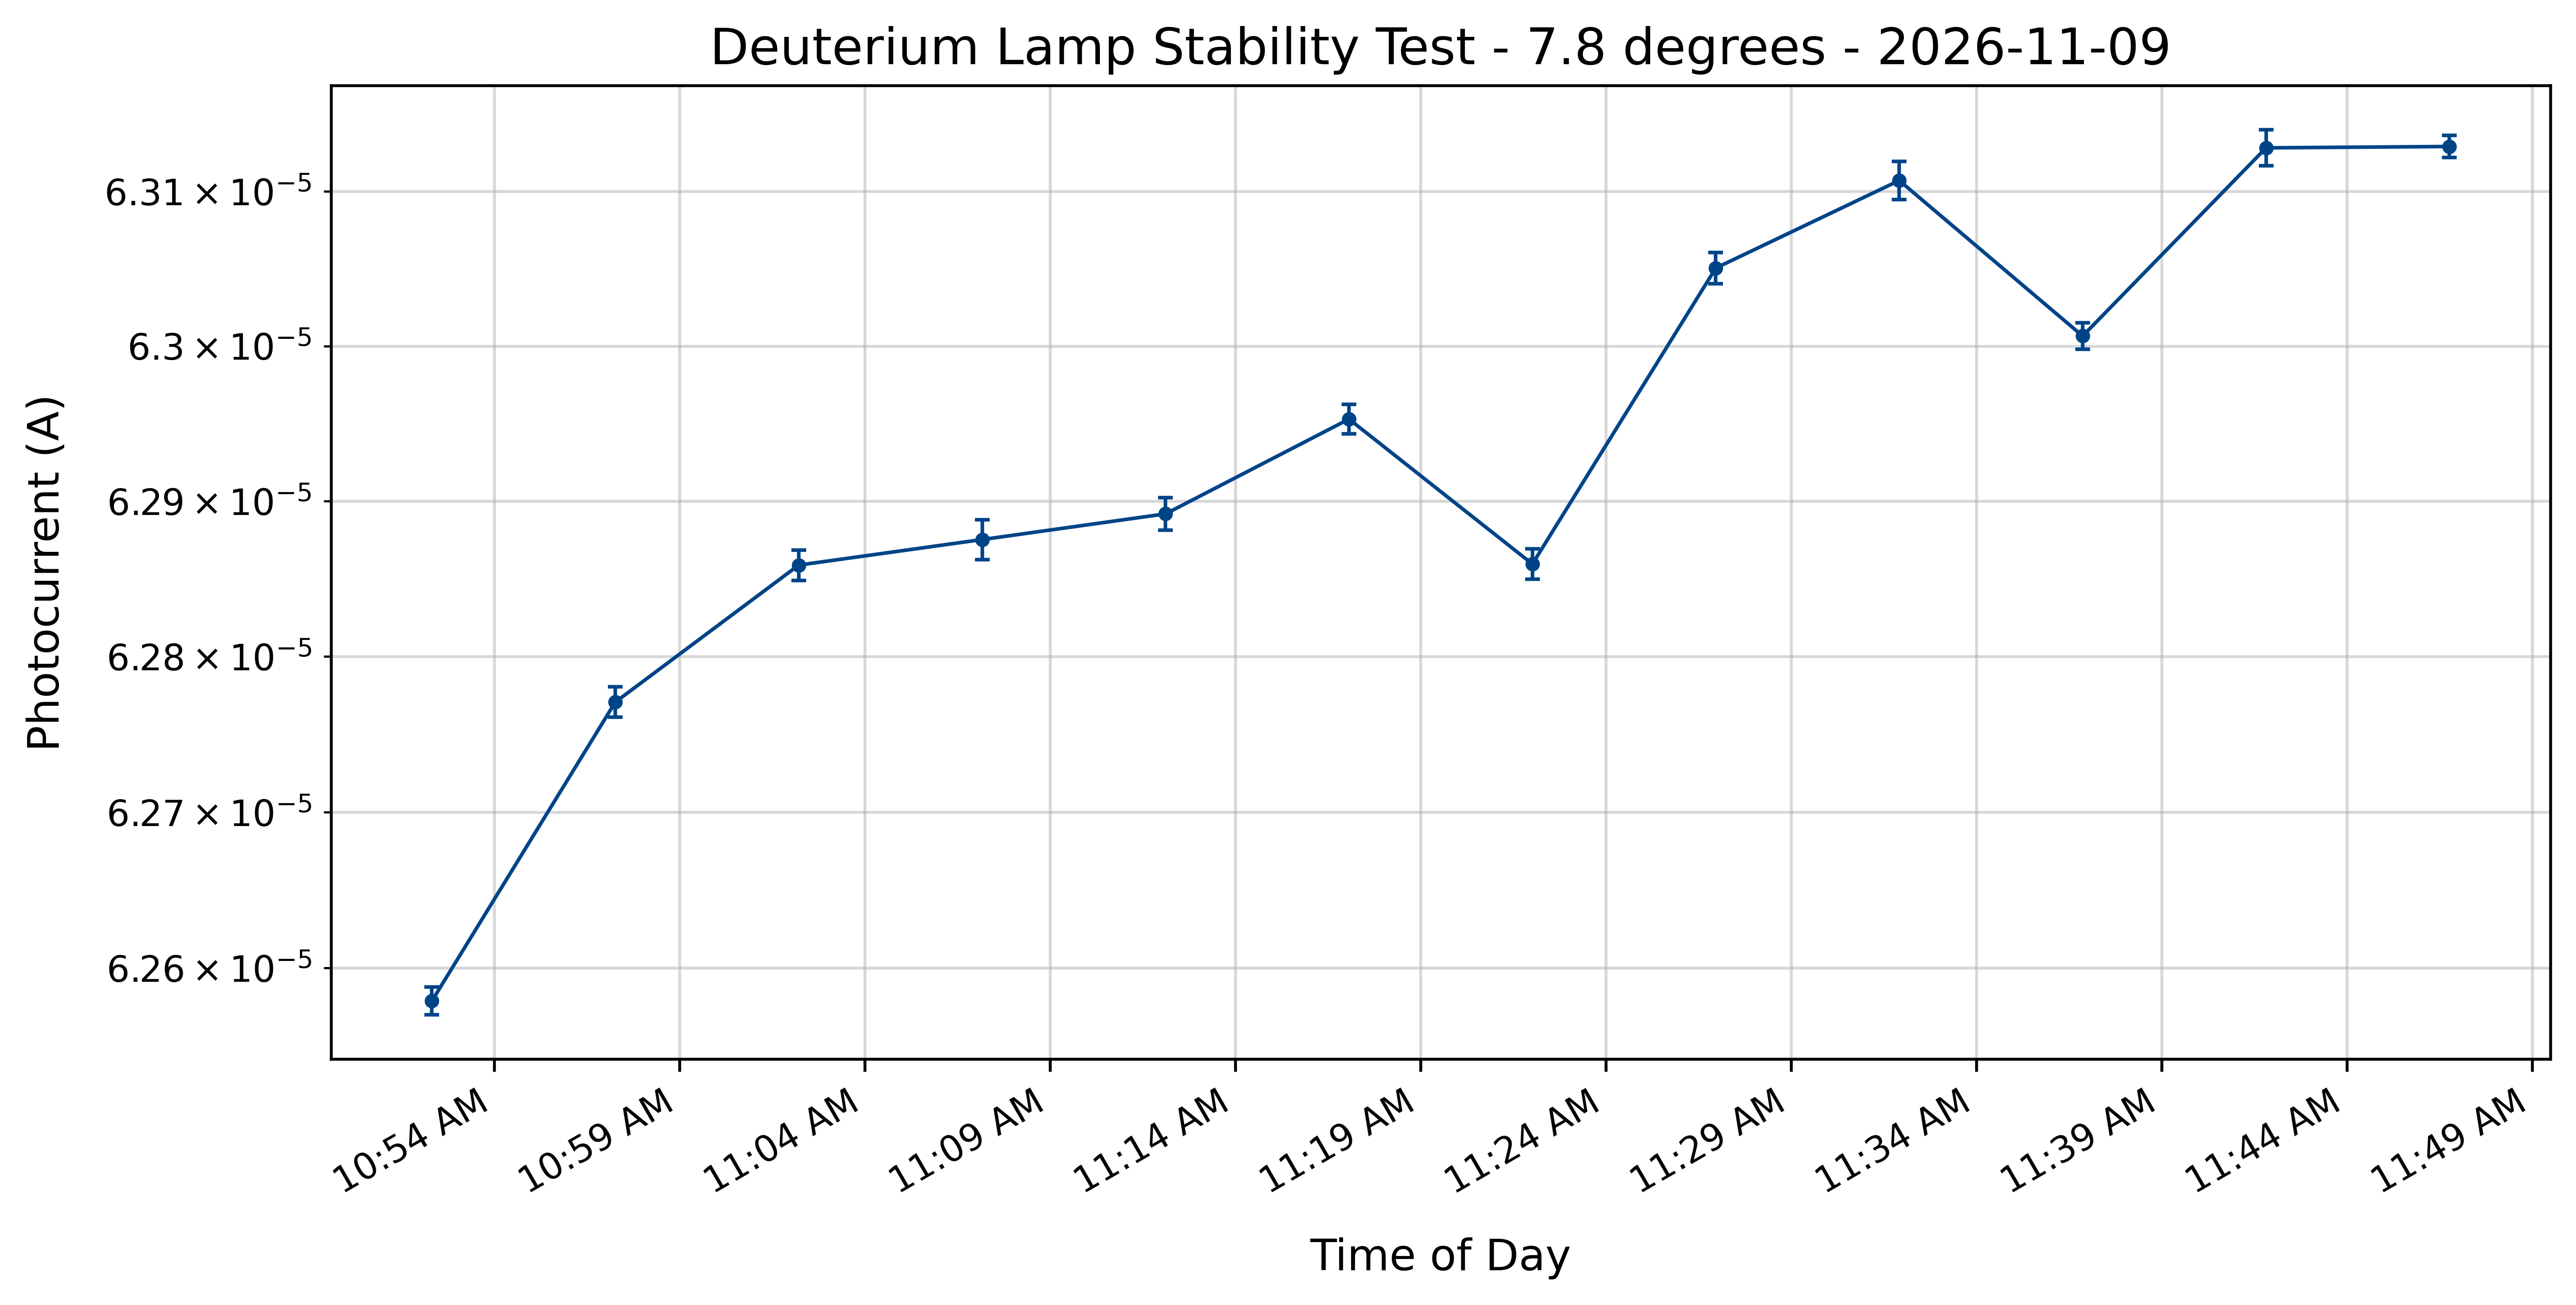 Deuterium Lamp Stability Test - 7.8 degrees - 2026-11-09
Photocurrent (A)
6.31 × 10⁻⁵
6.3 × 10⁻⁵
6.29 × 10⁻⁵
6.28 × 10⁻⁵
6.27 × 10⁻⁵
6.26 × 10⁻⁵
10:54 AM
10:59 AM
11:04 AM
11:09 AM
11:14 AM
11:19 AM
11:24 AM
11:29 AM
11:34 AM
11:39 AM
11:44 AM
11:49 AM
Time of Day